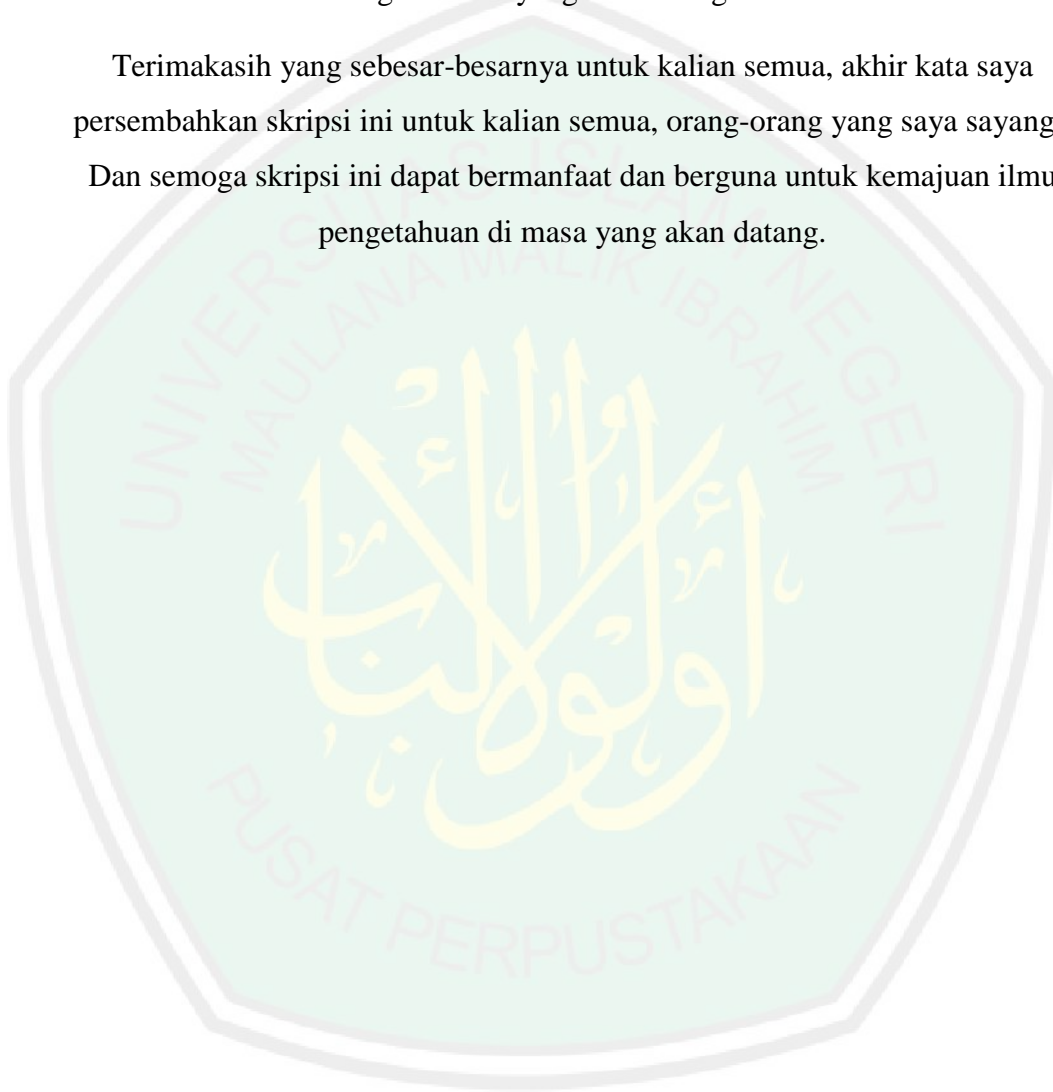 Terimakasih yang sebesar-besarnya untuk kalian semua, akhir kata saya
persembahkan skripsi ini untuk kalian semua, orang-orang yang saya sayang
Dan semoga skripsi ini dapat bermanfaat dan berguna untuk kemajuan ilmu
pengetahuan di masa yang akan datang.
UNIVERSITAS ISLAM NEGERI
MAULANA MALIK IBRAHIM
أولوا الألباب
PUSAT PERPUSTAKAAN